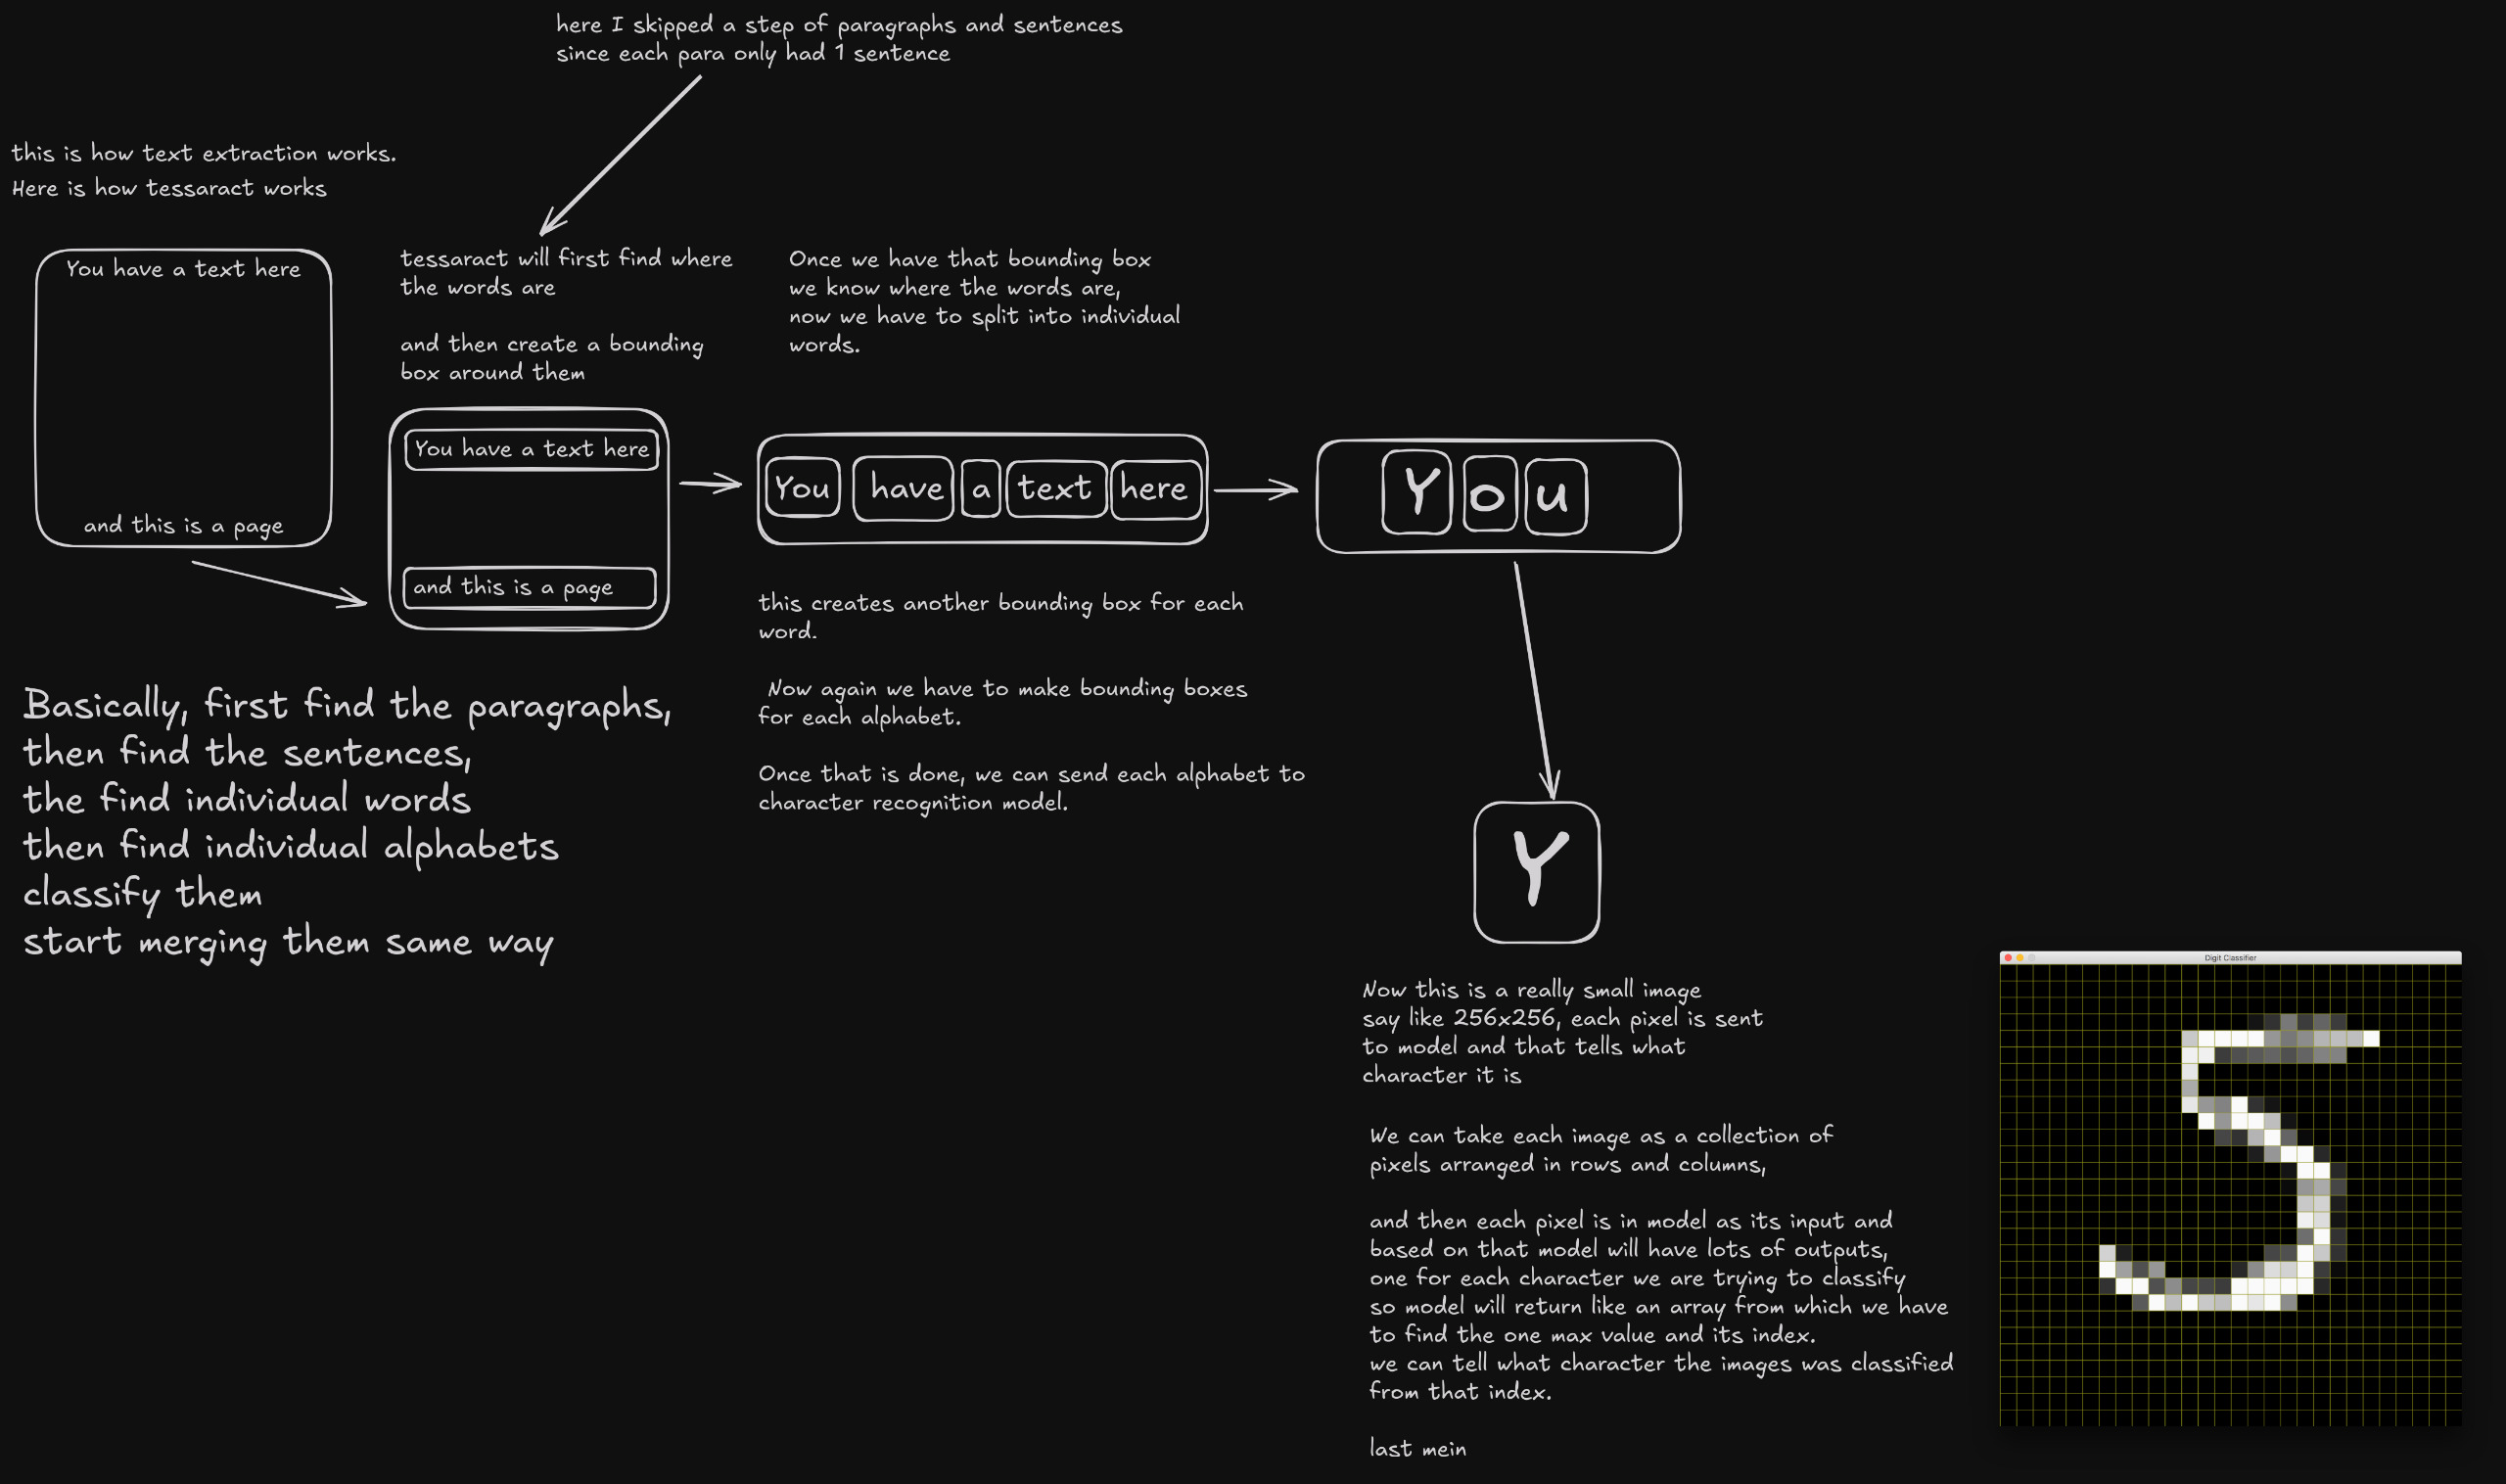 here I skipped a step of paragraphs and sentences
since each para only had 1 sentence
this is how text extraction works.
Here is how tessaract works
You have a text here
and this is a page
tessaract will first find where
the words are
and then create a bounding
box around them
You have a text here
and this is a page
Once we have that bounding box
we know where the words are,
now we have to split into individual
words.
You have a text here
this creates another bounding box for each
word.
Now again we have to make bounding boxes
for each alphabet.
Once that is done, we can send each alphabet to
character recognition model.
Y o u
Y
Basically, first find the paragraphs,
then find the sentences,
the find individual words
then find individual alphabets
classify them
start merging them same way
Now this is a really small image
say like 256x256, each pixel is sent
to model and that tells what
character it is
We can take each image as a collection of
pixels arranged in rows and columns,
and then each pixel is in model as its input and
based on that model will have lots of outputs,
one for each character we are trying to classify
so model will return like an array from which we have
to find the one max value and its index.
we can tell what character the images was classified
from that index.
last mein
Digit Classifier
5